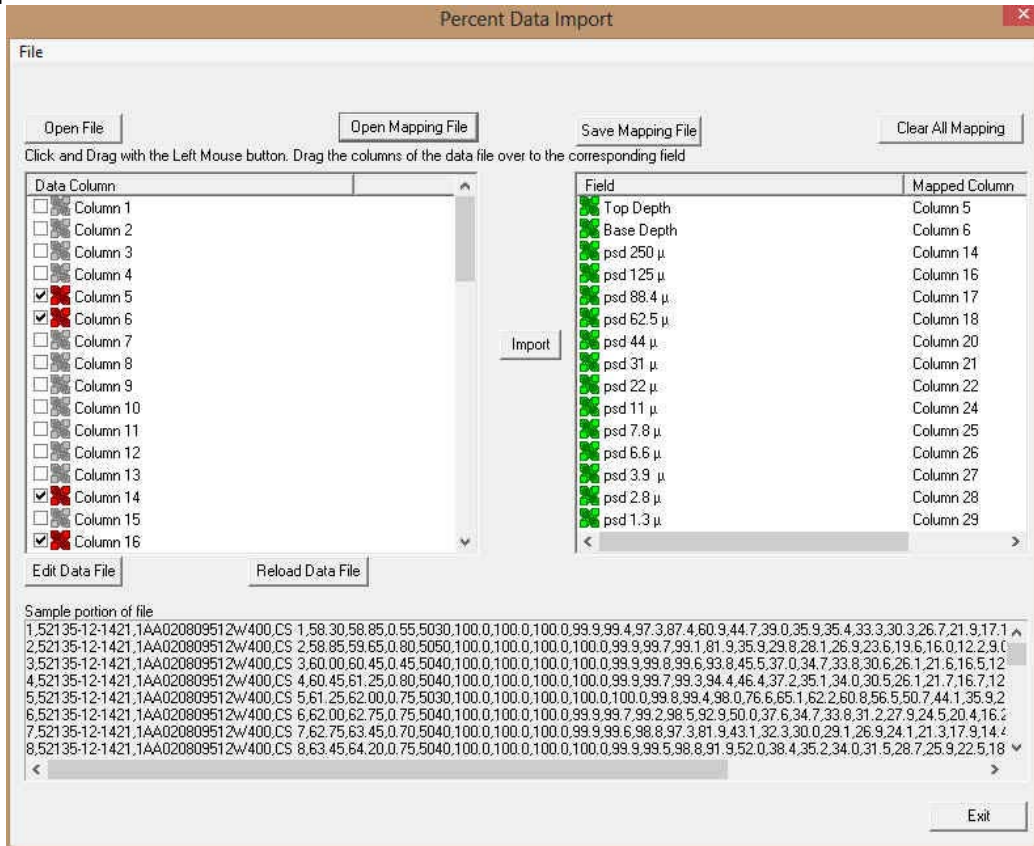 Percent Data Import
File
Open File Open Mapping File Save Mapping File Clear All Mapping
Click and Drag with the Left Mouse button. Drag the columns of the data file over to the corresponding field
Data Column
Column 1
Column 2
Column 3
Column 4
Column 5
Column 6
Column 7
Column 8
Column 9
Column 10
Column 11
Column 12
Column 13
Column 14
Column 15
Column 16
Import
Field Mapped Column
Top Depth Column 5
Base Depth Column 6
psd 250 µ Column 14
psd 125 µ Column 16
psd 88.4 µ Column 17
psd 62.5 µ Column 18
psd 44 µ Column 20
psd 31 µ Column 21
psd 22 µ Column 22
psd 11 µ Column 24
psd 7.8 µ Column 25
psd 6.6 µ Column 26
psd 3.9 µ Column 27
psd 2.8 µ Column 28
psd 1.3 µ Column 29
Edit Data File Reload Data File
Sample portion of file
1,52135-12-1421,1AA020809512W400,CS 1,58.30,58.85,0.55,5030,100.0,100.0,100.0,99.9,99.4,97.3,87.4,60.9,44.7,39.0,35.9,35.4,33.3,30.3,26.7,21.9,17.1
2,52135-12-1421,1AA020809512W400,CS 2,58.85,59.65,0.80,5050,100.0,100.0,100.0,99.9,99.7,99.1,81.9,35.9,29.8,28.1,26.9,23.6,19.6,16.0,12.2,9.0
3,52135-12-1421,1AA020809512W400,CS 3,60.00,60.45,0.45,5040,100.0,100.0,100.0,99.9,99.8,99.6,93.8,45.5,37.0,34.7,33.8,30.6,26.1,21.6,16.5,12
4,52135-12-1421,1AA020809512W400,CS 4,60.45,61.25,0.80,5040,100.0,100.0,100.0,99.9,99.7,99.3,94.4,46.4,37.2,35.1,34.0,30.5,26.1,21.7,16.7,12
5,52135-12-1421,1AA020809512W400,CS 5,61.25,62.00,0.75,5030,100.0,100.0,100.0,100.0,99.8,99.4,98.0,76.6,65.1,62.2,60.8,56.5,50.7,44.1,35.9,2
6,52135-12-1421,1AA020809512W400,CS 6,62.00,62.75,0.75,5040,100.0,100.0,100.0,99.9,99.7,99.2,98.5,92.9,50.0,37.6,34.7,33.8,31.2,27.9,24.5,20.4,16.2
7,52135-12-1421,1AA020809512W400,CS 7,62.75,63.45,0.70,5040,100.0,100.0,100.0,99.9,99.6,98.8,97.3,81.9,43.1,32.3,30.0,29.1,26.9,24.1,21.3,17.9,14.4
8,52135-12-1421,1AA020809512W400,CS 8,63.45,64.20,0.75,5040,100.0,100.0,100.0,100.0,99.9,99.5,98.8,91.9,52.0,38.4,35.2,34.0,31.5,28.7,25.9,22.5,18
Exit